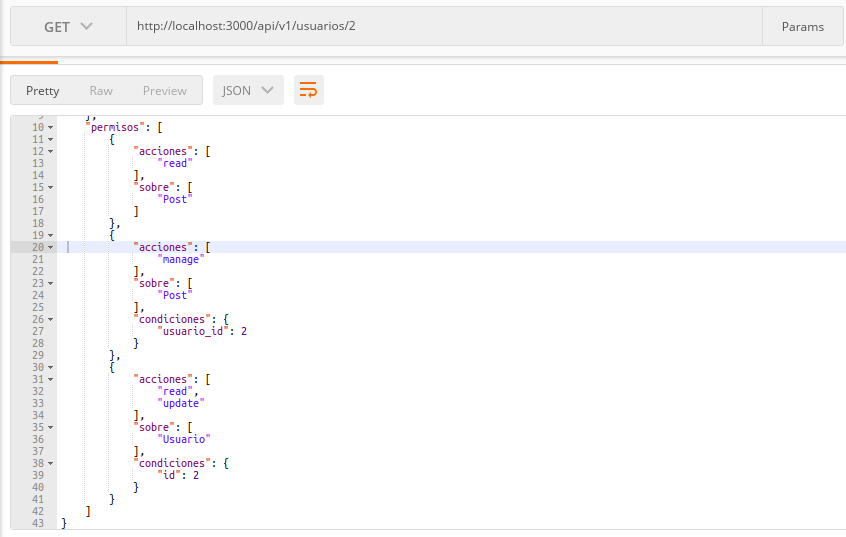 GET http://localhost:3000/api/v1/usuarios/2 Params
Pretty Raw Preview JSON
9 },
10 "permisos": [
11 {
12 "acciones": [
13 "read"
14 ],
15 "sobre": [
16 "Post"
17 ]
18 },
19 {
20 "acciones": [
21 "manage"
22 ],
23 "sobre": [
24 "Post"
25 ],
26 "condiciones": {
27 "usuario_id": 2
28 }
29 },
30 {
31 "acciones": [
32 "read",
33 "update"
34 ],
35 "sobre": [
36 "Usuario"
37 ],
38 "condiciones": {
39 "id": 2
40 }
41 }
42 ]
43 }